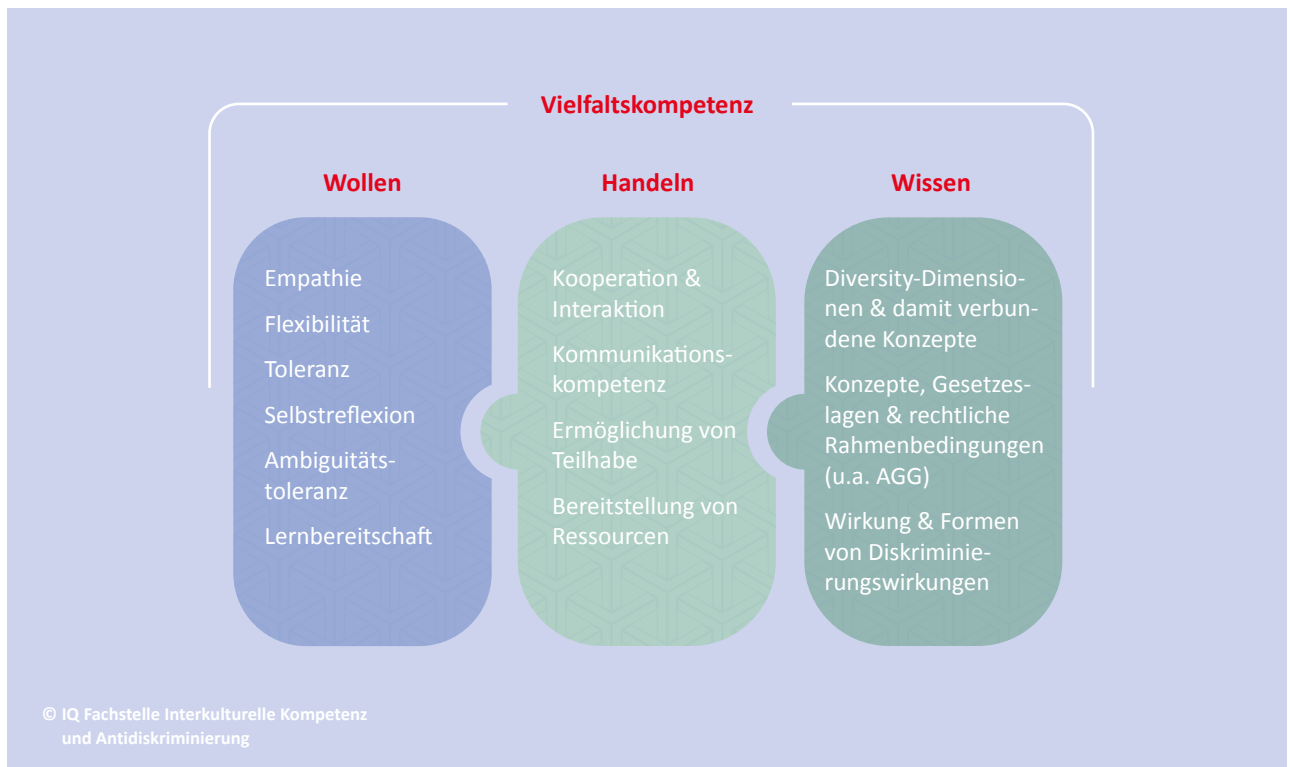 Vielfaltskompetenz
Wollen
Empathie
Flexibilität
Toleranz
Selbstreflexion
Ambiguitäts-
toleranz
Lernbereitschaft
Handeln
Kooperation &
Interaktion
Kommunikations-
kompetenz
Ermöglichung von
Teilhabe
Bereitstellung von
Ressourcen
Wissen
Diversity-Dimensio-
nen & damit verbun-
dene Konzepte
Konzepte, Gesetzes-
lagen & rechtliche
Rahmenbedingungen
(u.a. AGG)
Wirkung & Formen
von Diskriminie-
rungswirkungen
© IQ Fachstelle Interkulturelle Kompetenz
und Antidiskriminierung